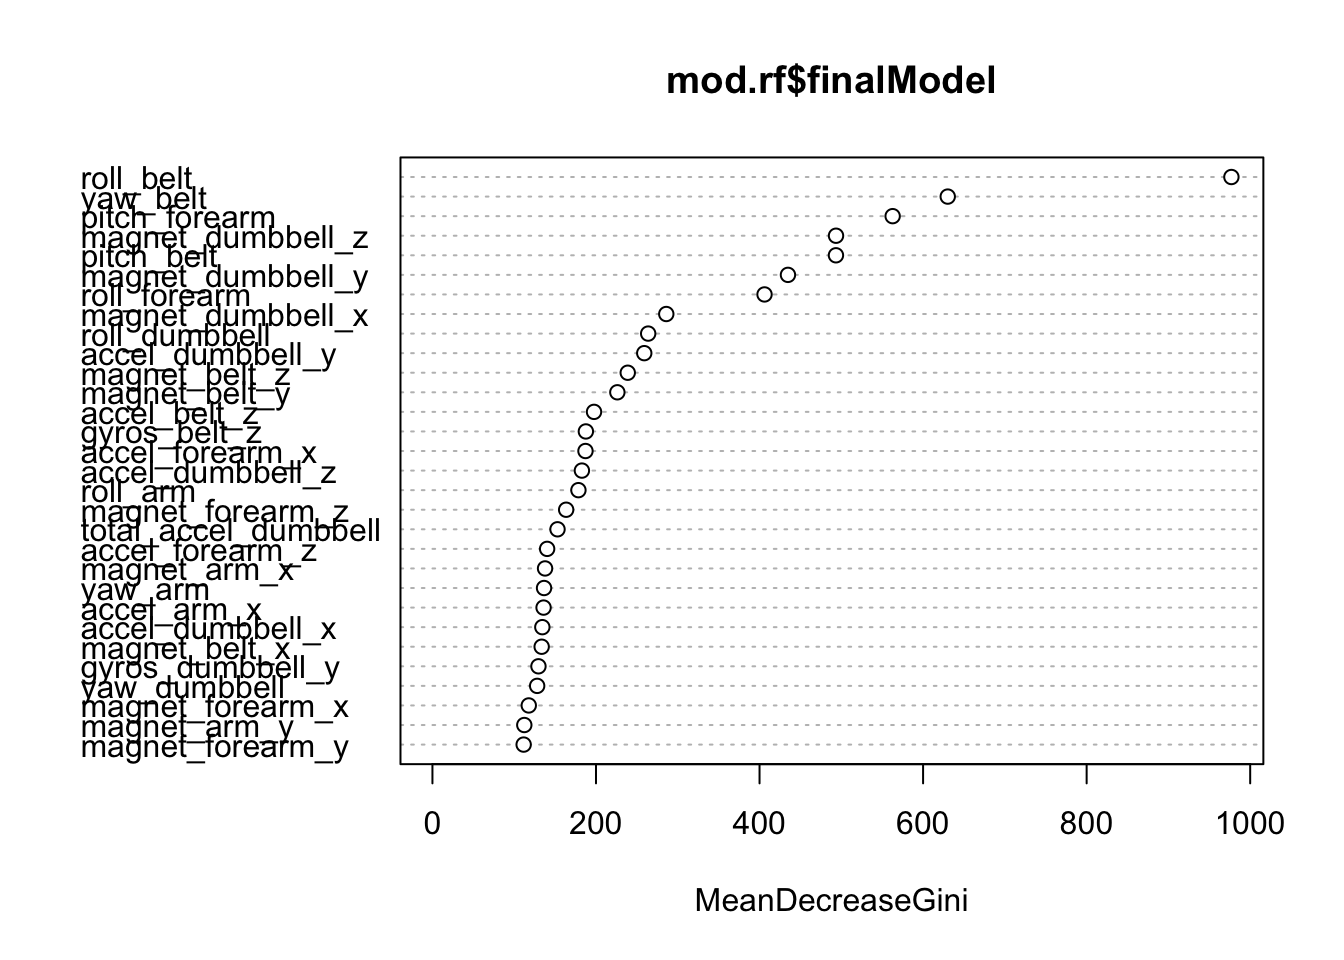 mod.rf$finalModel
roll_belt
yaw_belt
pitch_forearm
magnet_dumbbell_z
pitch_belt
magnet_dumbbell_y
roll_forearm
magnet_dumbbell_x
roll_dumbbell
accel_dumbbell_y
magnet_belt_z
magnet_belt_y
accel_belt_z
gyros_belt_z
accel_forearm_x
accel_dumbbell_z
roll_arm
magnet_forearm_z
total_accel_dumbbell
accel_forearm_z
magnet_arm_x
yaw_arm
accel_arm_x
accel_dumbbell_x
magnet_belt_x
gyros_dumbbell_y
yaw_dumbbell
magnet_forearm_x
magnet_arm_y
magnet_forearm_y
0 200 400 600 800 1000
MeanDecreaseGini